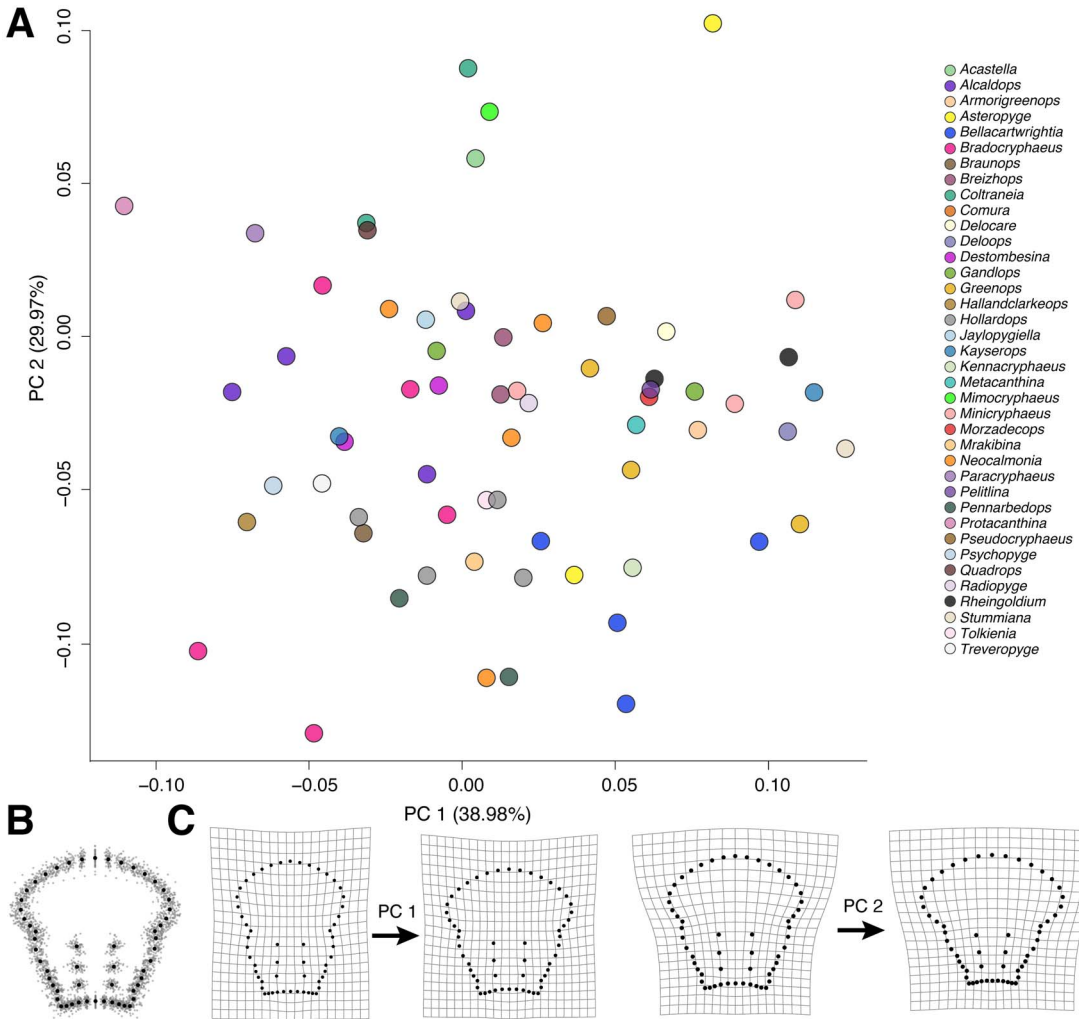 A
0.10
0.05
0.00
−0.05
−0.10
PC 2 (29.97%)
−0.10
−0.05
0.00
0.05
0.10
PC 1 (38.98%)
Acastella
Alcaldops
Armorigreenops
Asteropyge
Bellacartwrightia
Bradocryphaeus
Braunops
Breizhops
Coltraneia
Comura
Delocare
Deloops
Destombesina
Gandlops
Greenops
Hallandclarkeops
Hollardops
Jaylopygiella
Kayserops
Kennacryphaeus
Metacanthina
Mimocryphaeus
Minicryphaeus
Morzadecops
Mrakibina
Neocalmonia
Paracryphaeus
Pelitlina
Pennarbedops
Protacanthina
Pseudocryphaeus
Psychopyge
Quadrops
Radiopyge
Rheingoldium
Stummiana
Tolkienia
Treveropyge
B
C
PC 1
PC 2